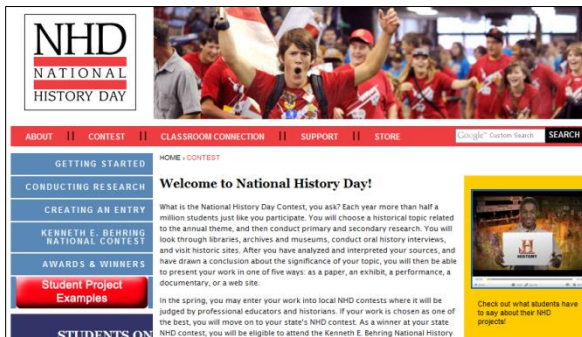 NHD
NATIONAL
HISTORY DAY
ABOUT || CONTEST || CLASSROOM CONNECTION || SUPPORT || STORE
Google™ Custom Search SEARCH
GETTING STARTED
CONDUCTING RESEARCH
CREATING AN ENTRY
KENNETH E. BEHRING
NATIONAL CONTEST
AWARDS & WINNERS
Student Project
Examples
STUDENTS ON
HOME › CONTEST
Welcome to National History Day!
What is the National History Day Contest, you ask? Each year more than half a
million students just like you participate. You will choose a historical topic related
to the annual theme, and then conduct primary and secondary research. You will
look through libraries, archives and museums, conduct oral history interviews,
and visit historic sites. After you have analyzed and interpreted your sources, and
have drawn a conclusion about the significance of your topic, you will then be able
to present your work in one of five ways: as a paper, an exhibit, a performance, a
documentary, or a web site.
In the spring, you may enter your work into local NHD contests where it will be
judged by professional educators and historians. If your work is chosen as one of
the best, you will move on to your state's NHD contest. As a winner at your state
NHD contest, you will be eligible to attend the Kenneth E. Behring National History
H
HISTORY
Check out what students have
to say about their NHD
projects!